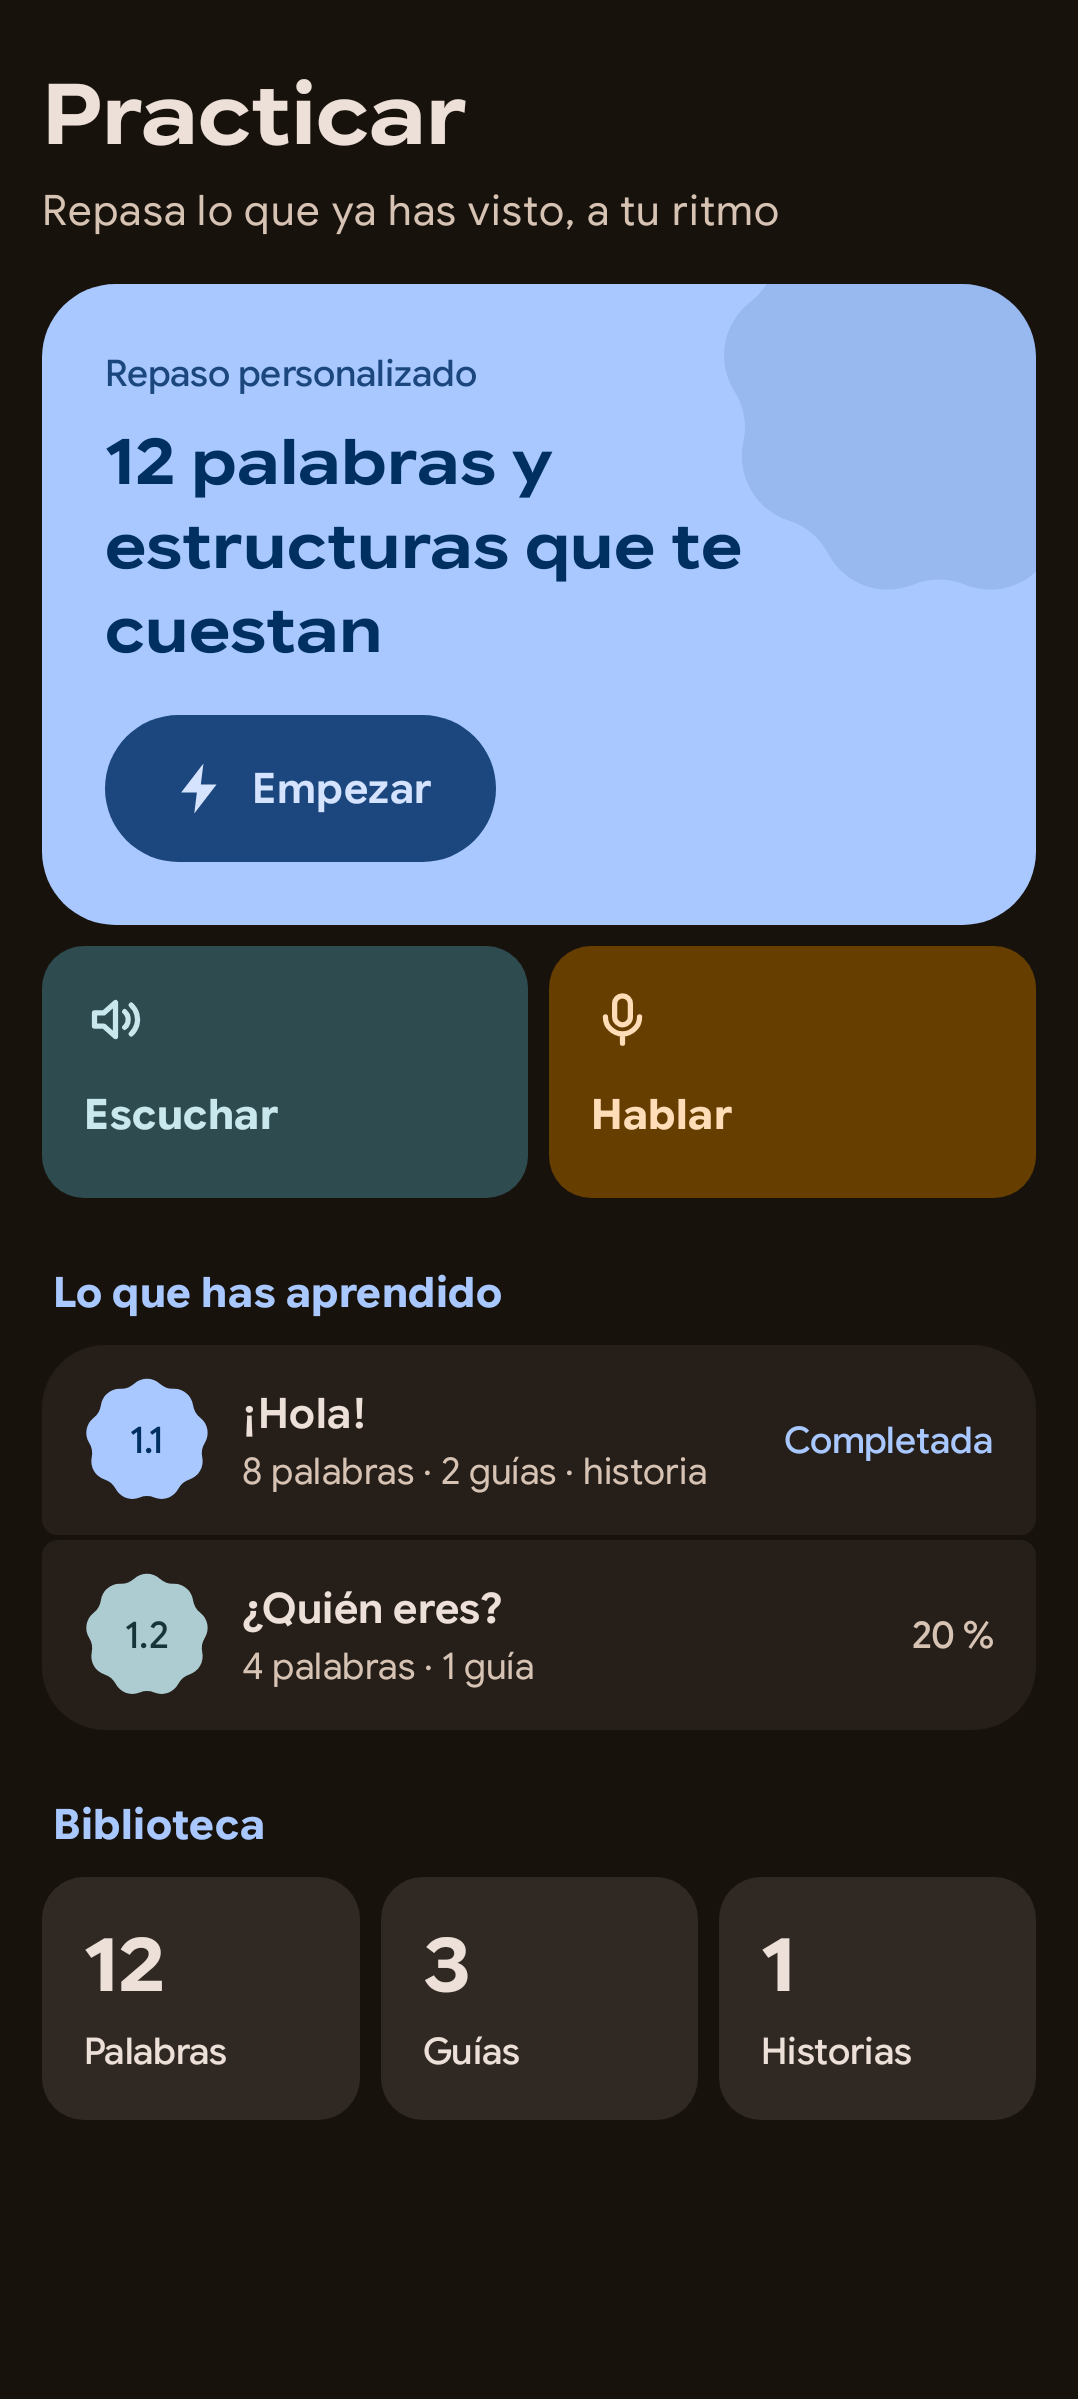 Practicar
Repasa lo que ya has visto, a tu ritmo
Repaso personalizado
12 palabras y
estructuras que te
cuestan
Empezar
Escuchar
Hablar
Lo que has aprendido
1.1
¡Hola!
8 palabras · 2 guías · historia
Completada
1.2
¿Quién eres?
4 palabras · 1 guía
20 %
Biblioteca
12
Palabras
3
Guías
1
Historias